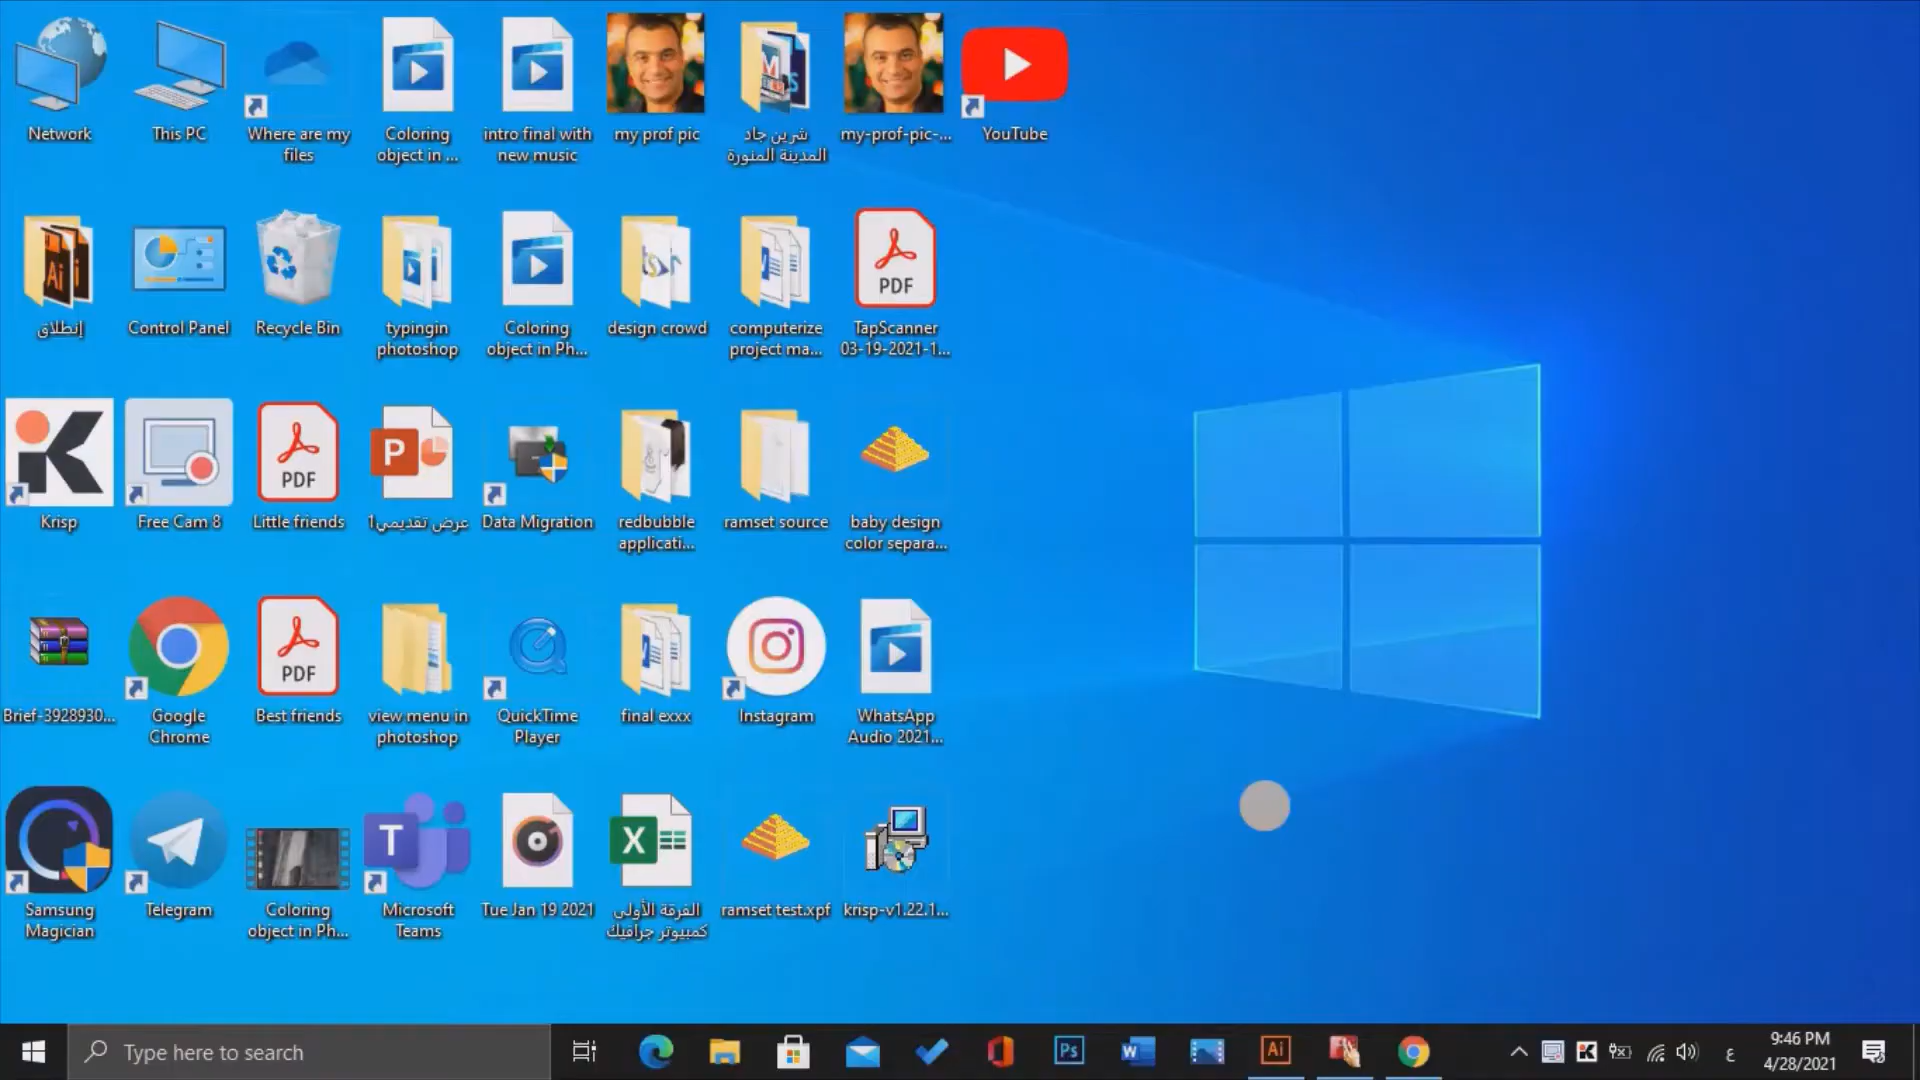 Network
This PC
Where are my
files
Coloring
object in ...
intro final with
new music
my prof pic
شرين جاد
المدينة المنورة
my-prof-pic-...
YouTube
إنطلاق
Control Panel
Recycle Bin
typingin
photoshop
Coloring
object in Ph...
design crowd
computerize
project ma...
PDF
TapScanner
03-19-2021-1...
Krisp
Free Cam 8
PDF
Little friends
عرض تقديمي1
Data Migration
redbubble
applicati...
ramset source
baby design
color separa...
Brief-3928930...
Google
Chrome
PDF
Best friends
view menu in
photoshop
QuickTime
Player
final exxx
Instagram
WhatsApp
Audio 2021...
Samsung
Magician
Telegram
Coloring
object in Ph...
Microsoft
Teams
Tue Jan 19 2021
الفرقة الأولى
كمبيوتر جرافيك
ramset test.xpf
krisp-v1.22.1...
Type here to search
Ps
Ai
ع
9:46 PM
4/28/2021